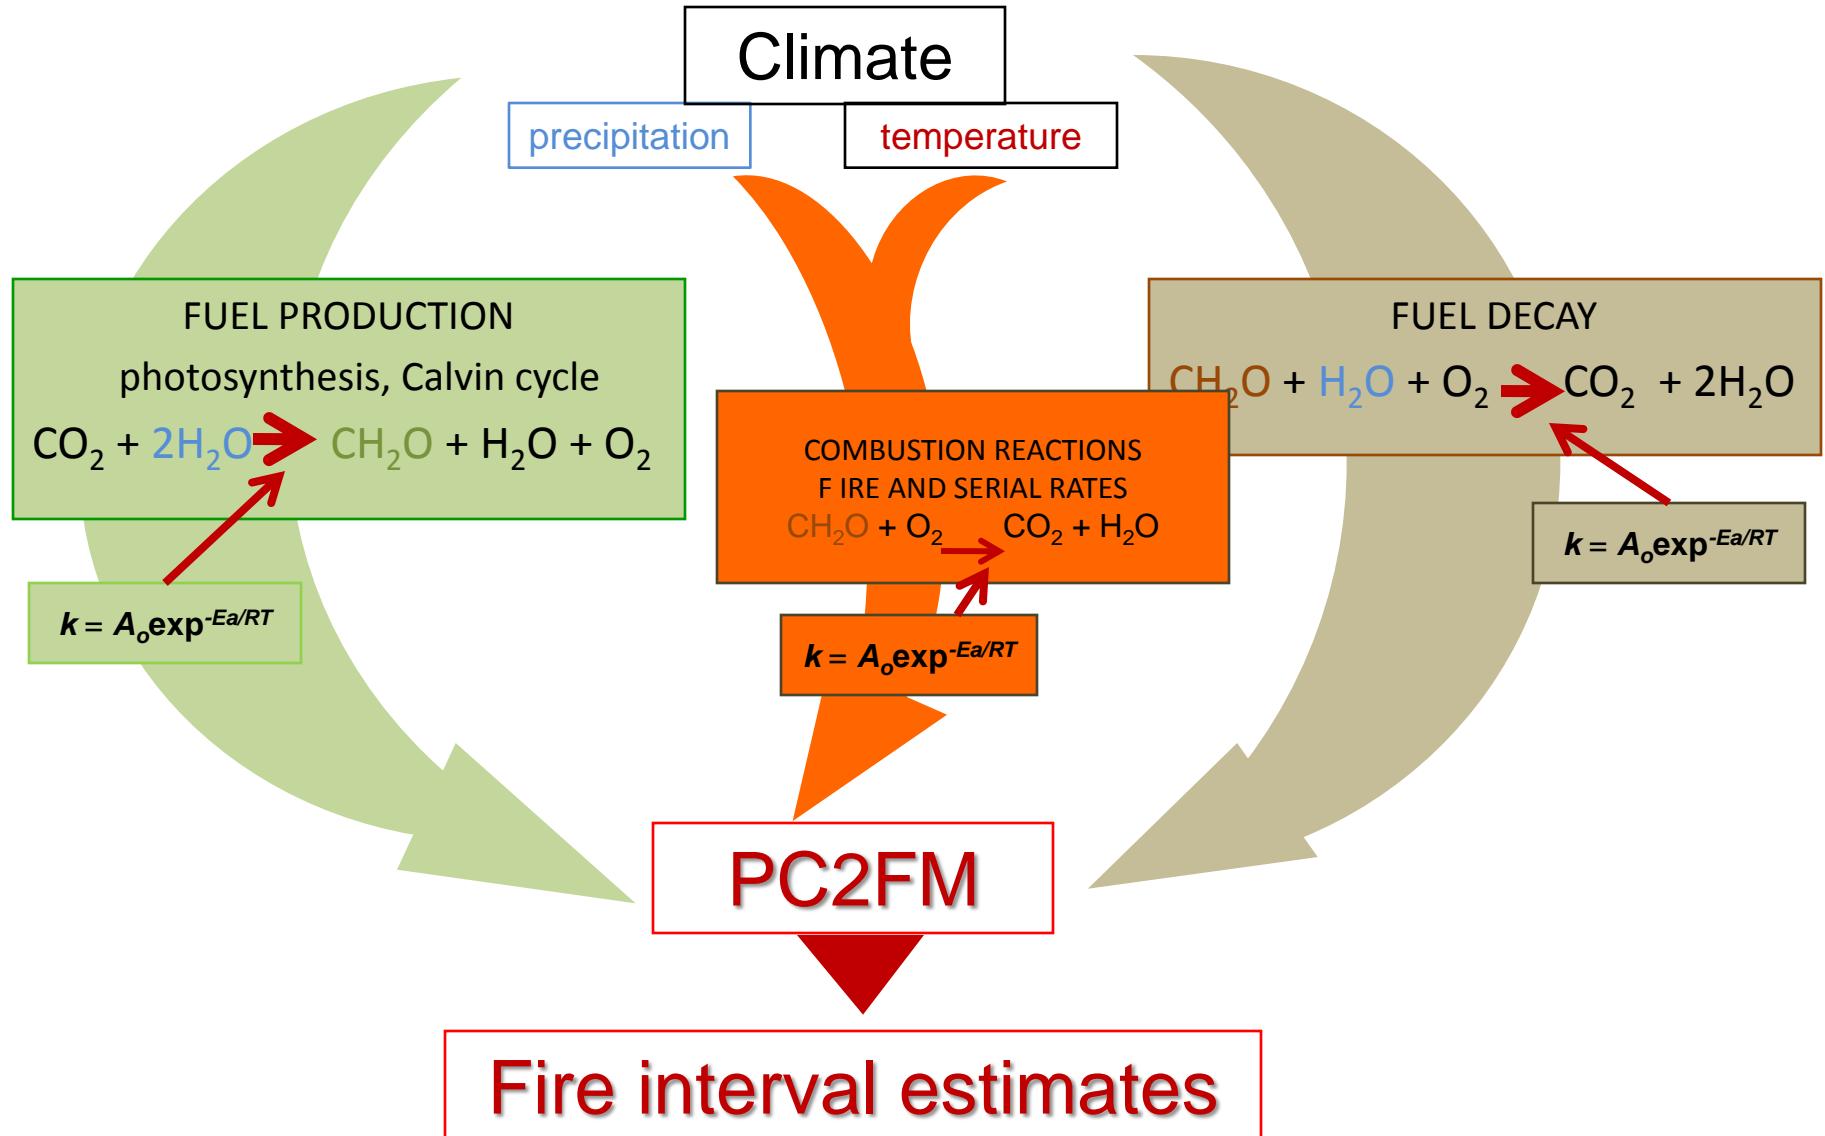 Climate
precipitation
temperature
FUEL PRODUCTION
photosynthesis, Calvin cycle
CO₂ + 2H₂O → CH₂O + H₂O + O₂
k = Aₒexp^-Ea/RT
COMBUSTION REACTIONS
F IRE AND SERIAL RATES
CH₂O + O₂ → CO₂ + H₂O
k = Aₒexp^-Ea/RT
FUEL DECAY
CH₂O + H₂O + O₂ → CO₂ + 2H₂O
k = Aₒexp^-Ea/RT
PC2FM
Fire interval estimates